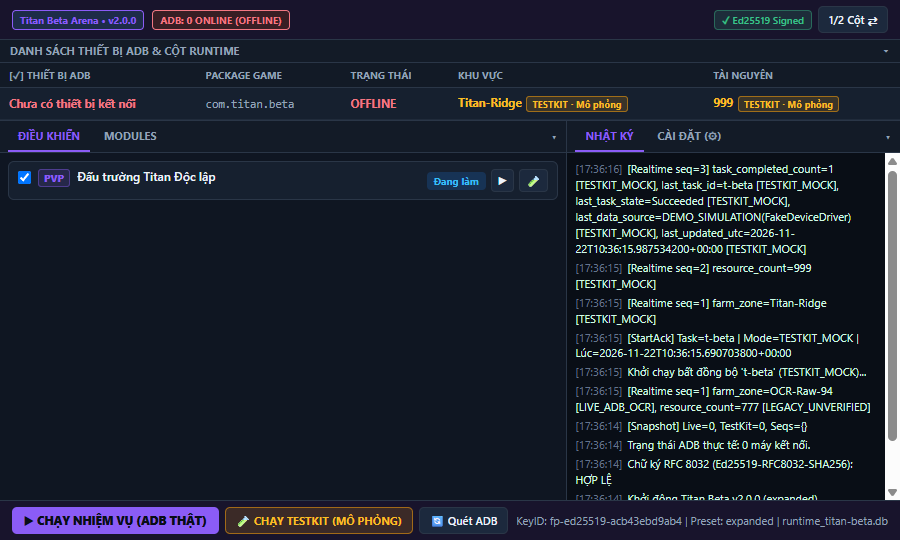 Titan Beta Arena • v2.0.0 ADB: 0 ONLINE (OFFLINE) ✓ Ed25519 Signed 1/2 Cột ⇄
DANH SÁCH THIẾT BỊ ADB & CỘT RUNTIME
[✓] THIẾT BỊ ADB PACKAGE GAME TRẠNG THÁI KHU VỰC TÀI NGUYÊN
Chưa có thiết bị kết nối com.titan.beta OFFLINE Titan-Ridge TESTKIT · Mô phỏng 999 TESTKIT · Mô phỏng
ĐIỀU KHIỂN MODULES
PVP Đấu trường Titan Độc lập Đang làm
NHẬT KÝ CÀI ĐẶT (⚙)
[17:36:16] [Realtime seq=3] task_completed_count=1
[TESTKIT_MOCK], last_task_id=t-beta [TESTKIT_MOCK],
last_task_state=Succeeded [TESTKIT_MOCK],
last_data_source=DEMO_SIMULATION(FakeDeviceDriver)
[TESTKIT_MOCK], last_updated_utc=2026-11-
22T10:36:15.987534200+00:00 [TESTKIT_MOCK]
[17:36:15] [Realtime seq=2] resource_count=999
[TESTKIT_MOCK]
[17:36:15] [Realtime seq=1] farm_zone=Titan-Ridge
[TESTKIT_MOCK]
[17:36:15] [StartAck] Task=t-beta | Mode=TESTKIT_MOCK |
Lúc=2026-11-22T10:36:15.690703800+00:00
[17:36:15] Khởi chạy bất đồng bộ 't-beta' (TESTKIT_MOCK)...
[17:36:15] [Realtime seq=1] farm_zone=OCR-Raw-94
[LIVE_ADB_OCR], resource_count=777 [LEGACY_UNVERIFIED]
[17:36:14] [Snapshot] Live=0, TestKit=0, Seqs={}
[17:36:14] Trạng thái ADB thực tế: 0 máy kết nối.
[17:36:14] Chữ ký RFC 8032 (Ed25519-RFC8032-SHA256):
HỢP LỆ
[17:36:14] Khởi động Titan Beta v2.0.0 (expanded)
▶ CHẠY NHIỆM VỤ (ADB THẬT) CHẠY TESTKIT (MÔ PHỎNG) Quét ADB KeyID: fp-ed25519-acb43ebd9ab4 | Preset: expanded | runtime_titan-beta.db